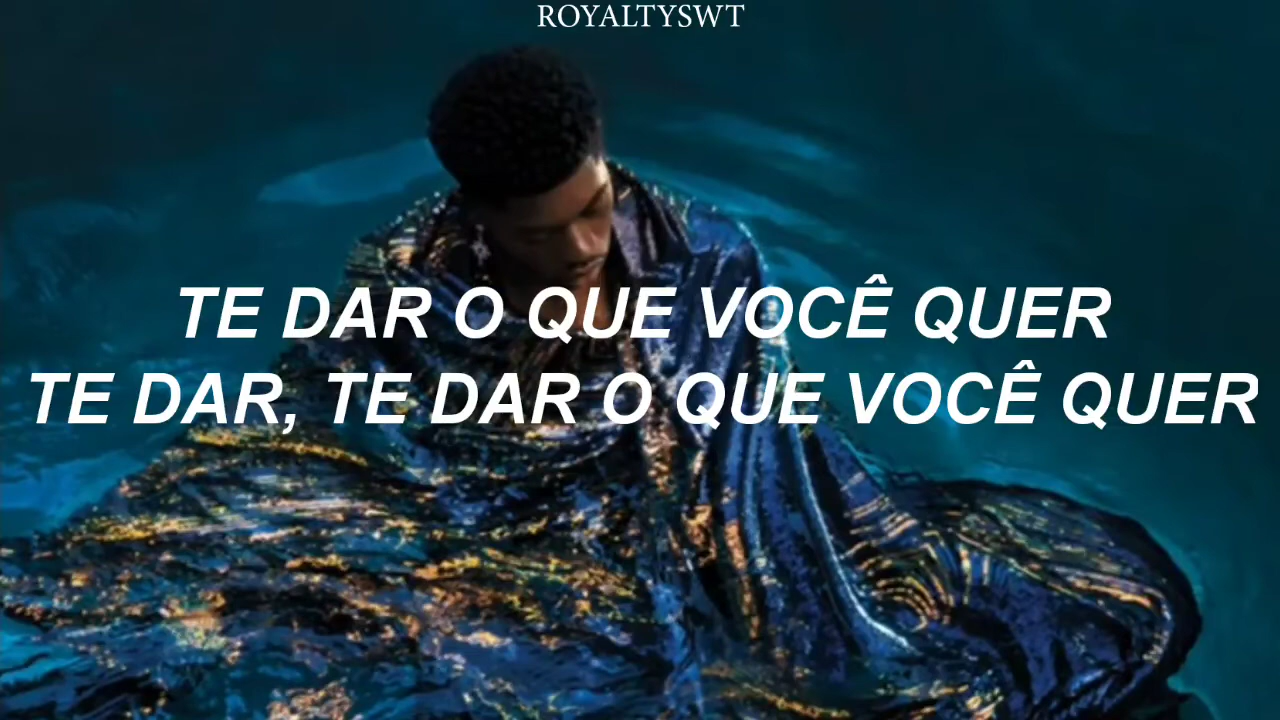 ROYALTYSWT
TE DAR O QUE VOCÊ QUER
TE DAR, TE DAR O QUE VOCÊ QUER